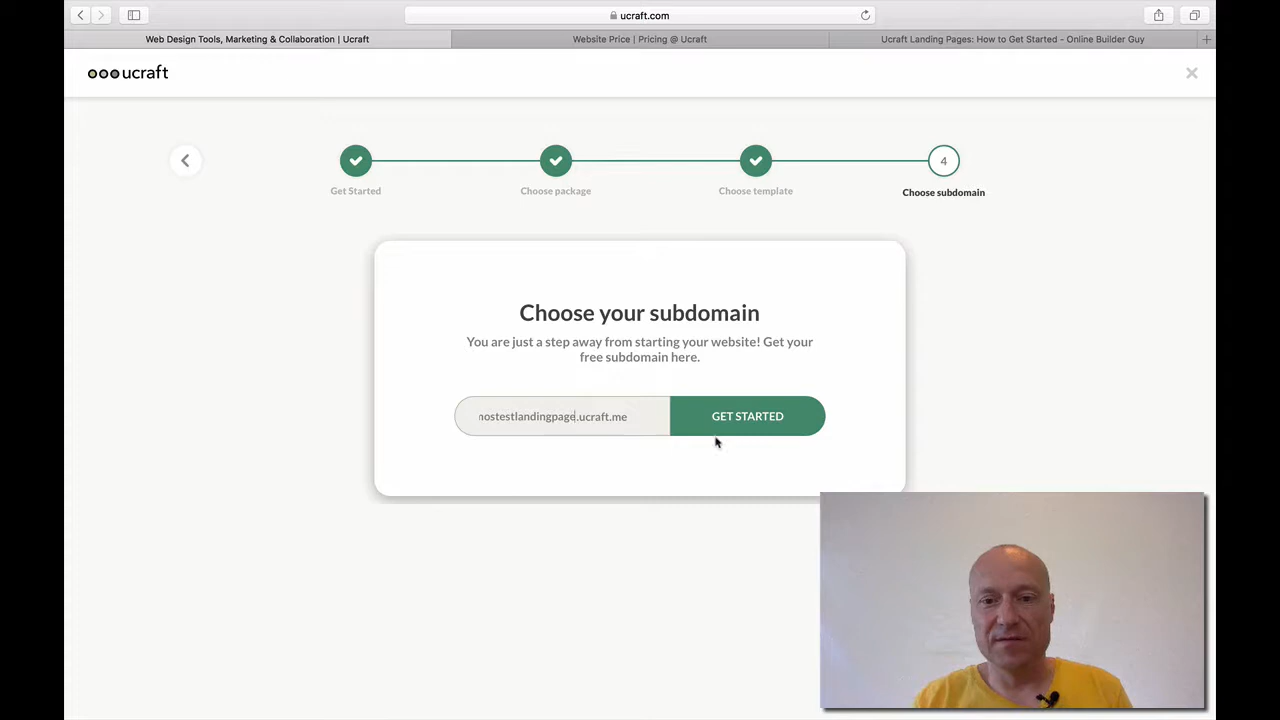 ucraft.com
Web Design Tools, Marketing & Collaboration | Ucraft
Website Price | Pricing @ Ucraft
Ucraft Landing Pages: How to Get Started - Online Builder Guy
ucraft
4
Get Started
Choose package
Choose template
Choose subdomain
Choose your subdomain
You are just a step away from starting your website! Get your
free subdomain here.
nostestlandingpage.ucraft.me
GET STARTED